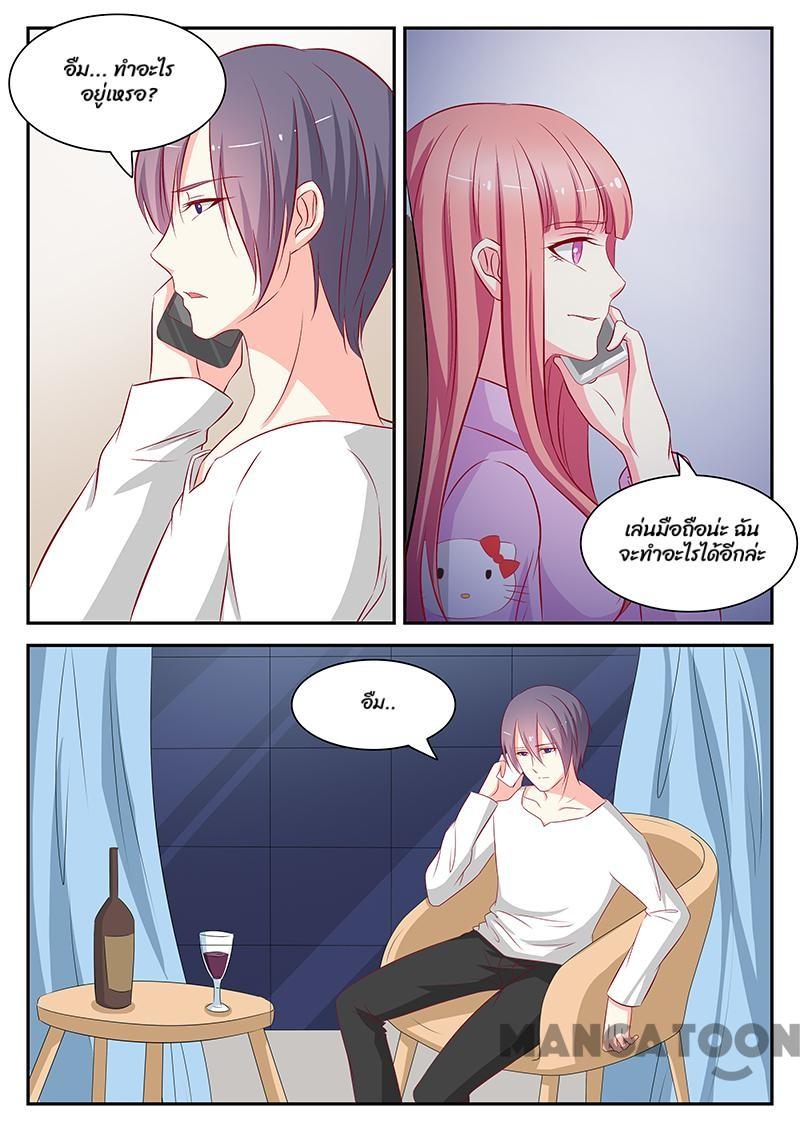 อืม... ทำอะไร
อยู่เหรอ?
เล่นมือถือน่ะ ฉัน
จะทำอะไรได้อีกล่ะ
อืม..
MANGATOON